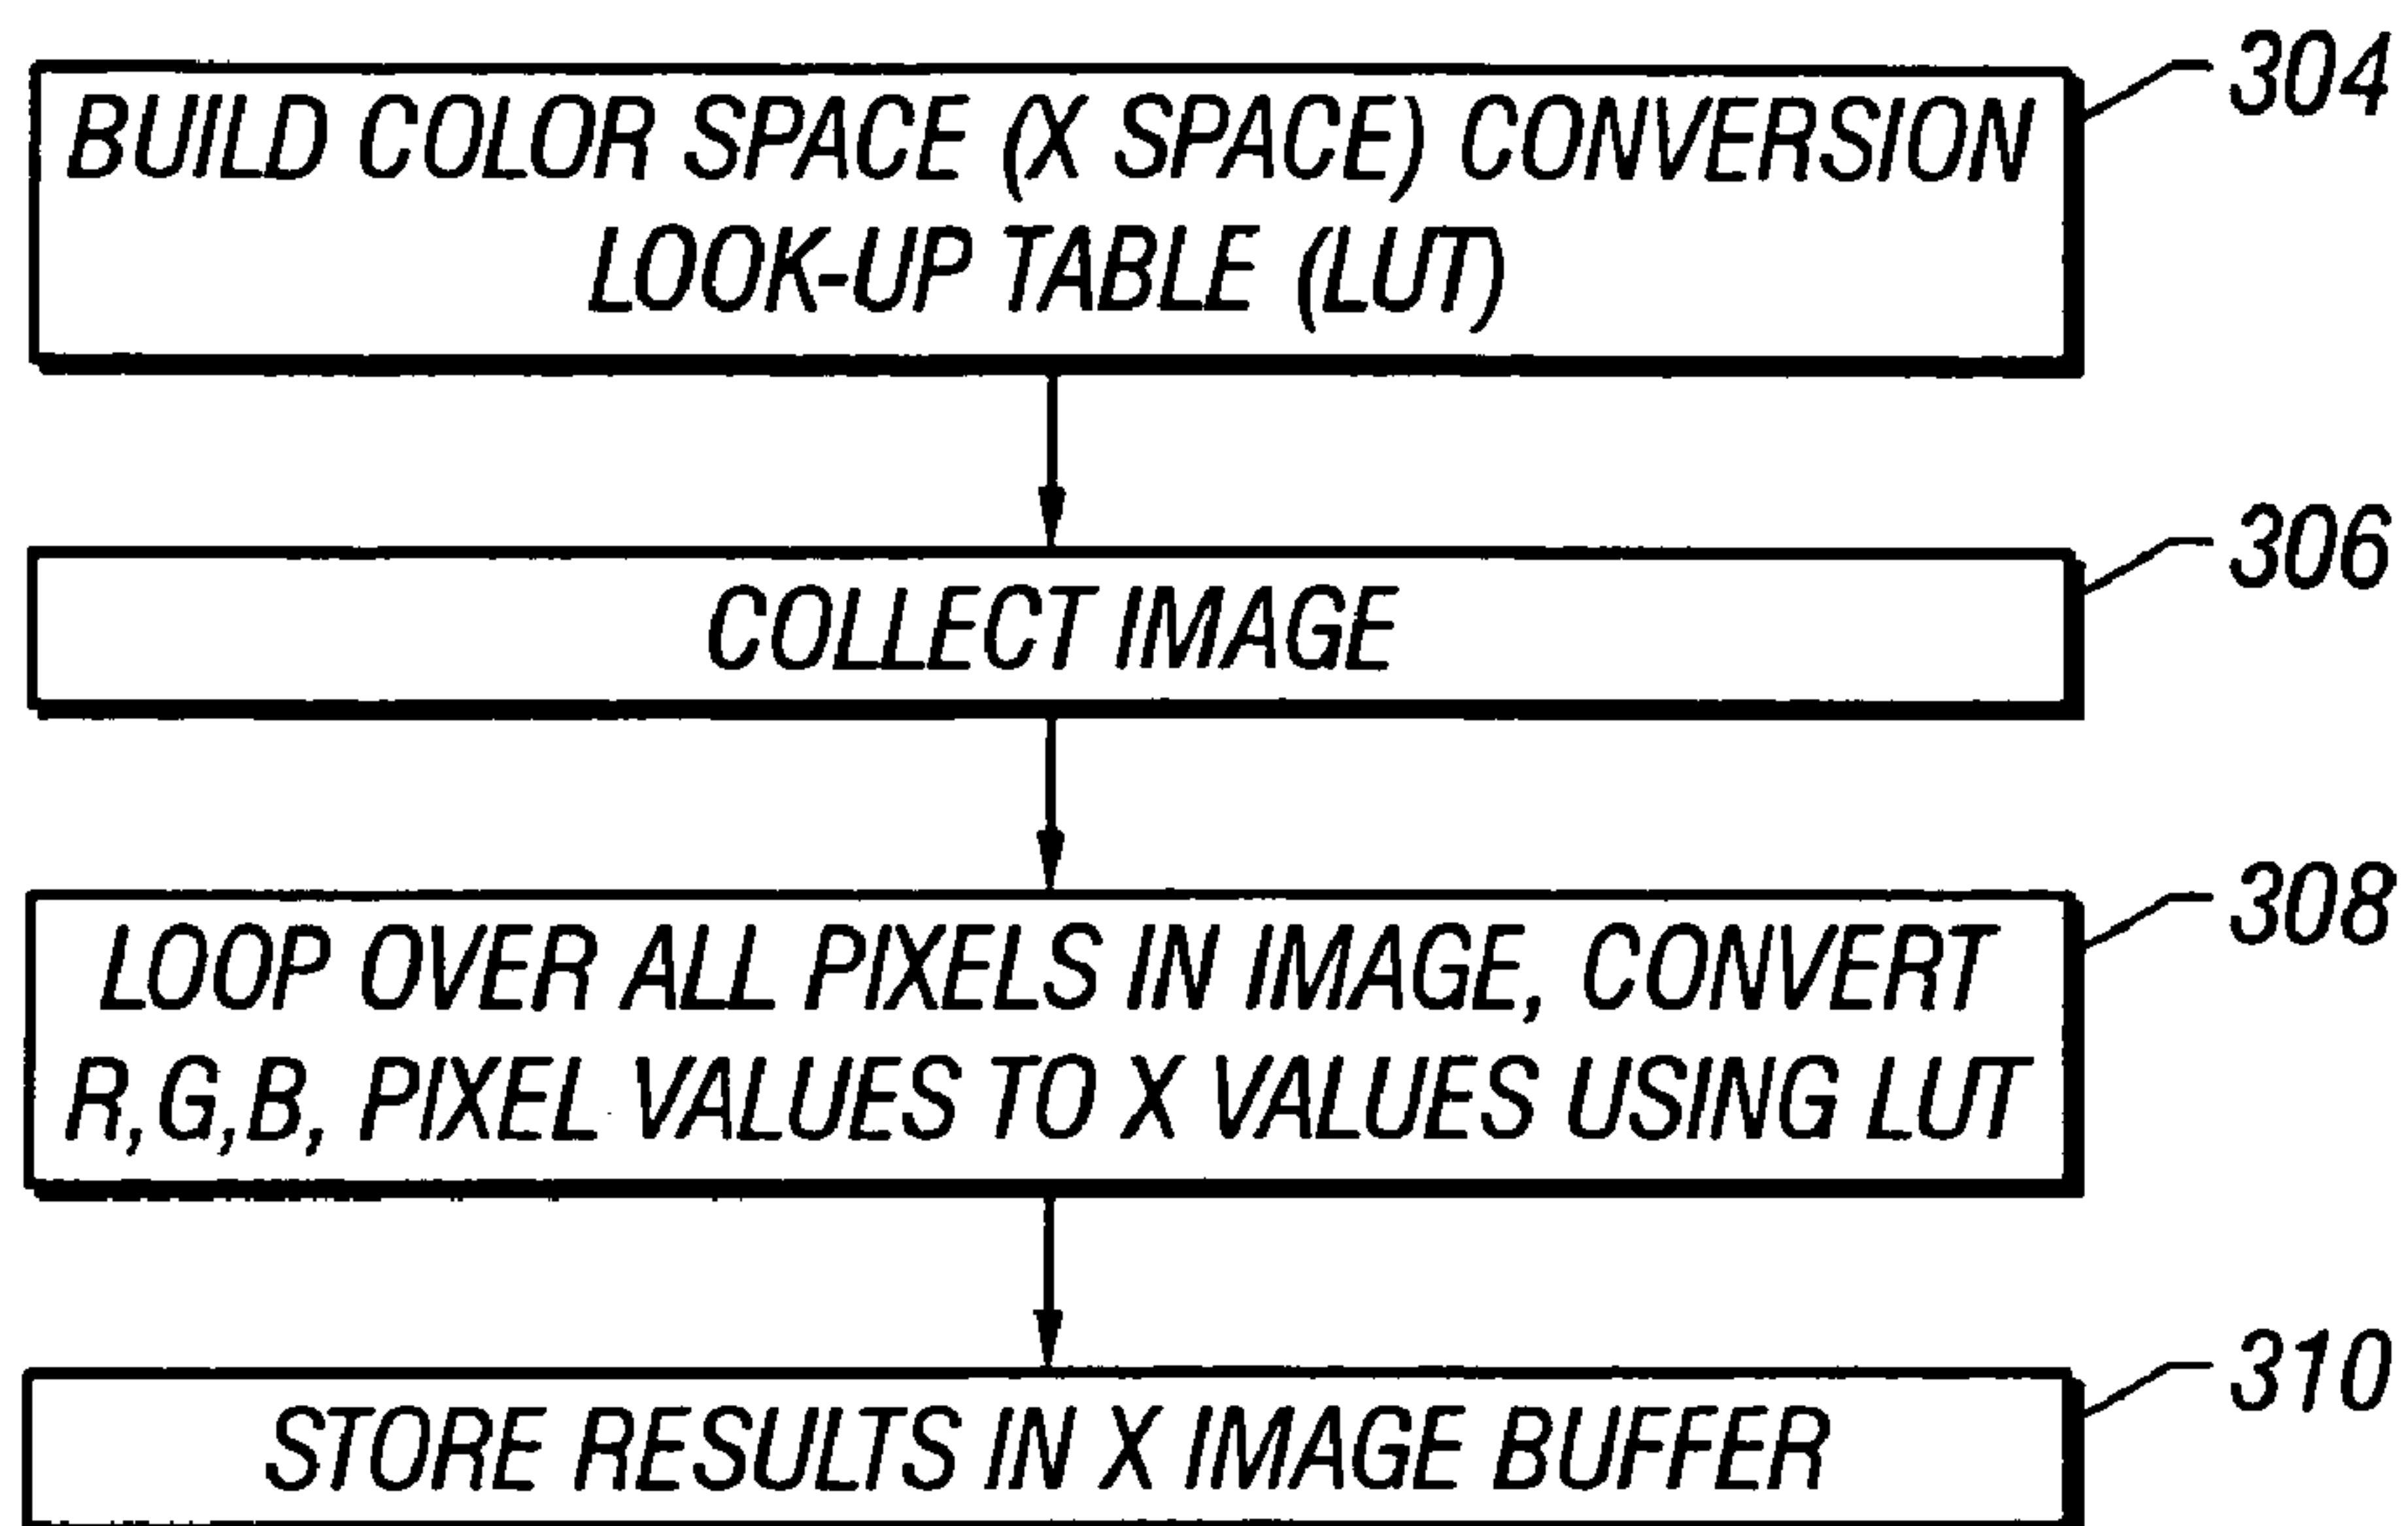 304
BUILD COLOR SPACE (X SPACE) CONVERSION
LOOK-UP TABLE (LUT)
306
COLLECT IMAGE
308
LOOP OVER ALL PIXELS IN IMAGE, CONVERT
R,G,B, PIXEL VALUES TO X VALUES USING LUT
310
STORE RESULTS IN X IMAGE BUFFER